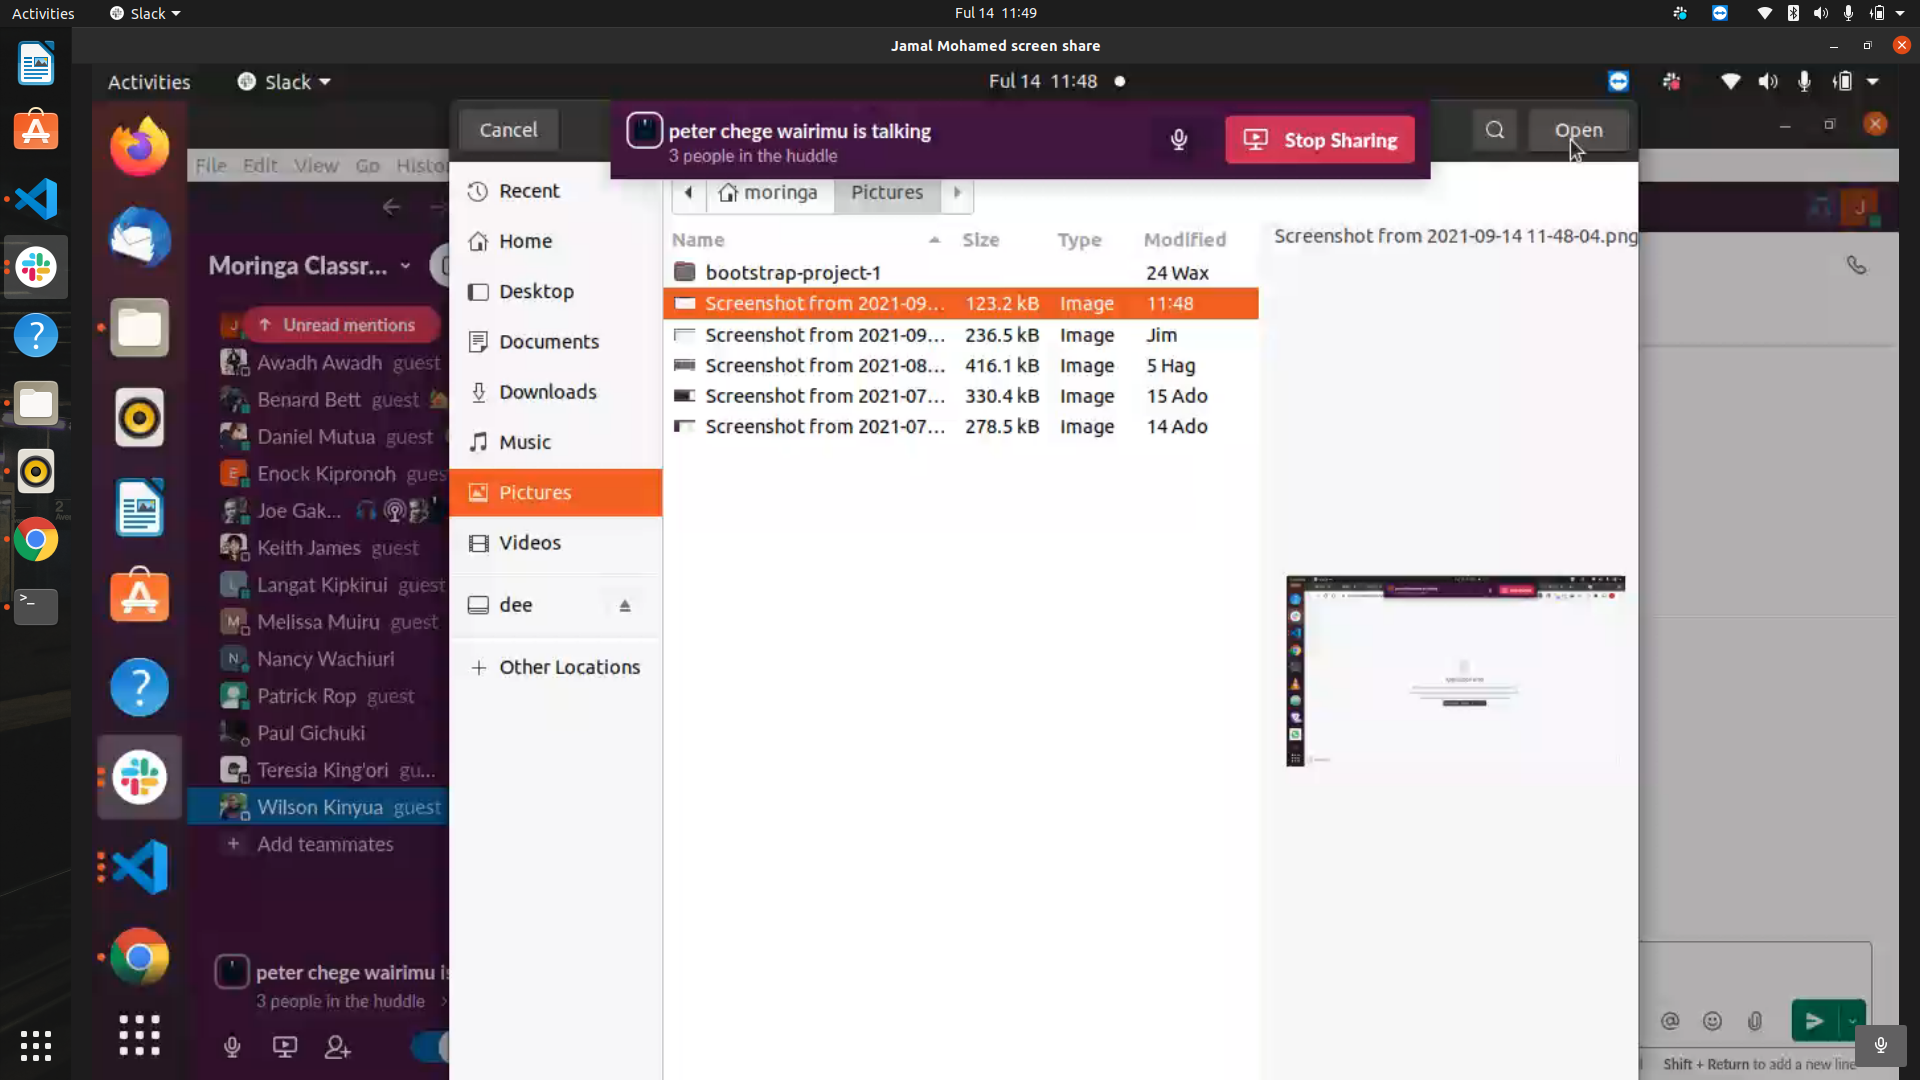 Activities
Slack
Ful 14 11:49
Jamal Mohamed screen share
Activities
Slack
Ful 14 11:48
Cancel
peter chege wairimu is talking
3 people in the huddle
Stop Sharing
Open
File Edit View Go Histo
Moringa Classr...
Unread mentions
J
Awadh Awadh guest
Benard Bett guest
Daniel Mutua guest
E
Enock Kipronoh gues
Joe Gak...
Keith James guest
L
Langat Kipkirui guest
M
Melissa Muiru guest
N
Nancy Wachiuri
Patrick Rop guest
Paul Gichuki
Teresia King'ori gu...
Wilson Kinyua guest
+ Add teammates
peter chege wairimu is
3 people in the huddle
Recent
Home
Desktop
Documents
Downloads
Music
Pictures
Videos
dee
+ Other Locations
moringa
Pictures
Name Size Type Modified
bootstrap-project-1 24 Wax
Screenshot from 2021-09... 123.2 kB Image 11:48
Screenshot from 2021-09... 236.5 kB Image Jim
Screenshot from 2021-08... 416.1 kB Image 5 Hag
Screenshot from 2021-07... 330.4 kB Image 15 Ado
Screenshot from 2021-07... 278.5 kB Image 14 Ado
Screenshot from 2021-09-14 11-48-04.png
J
Shift + Return to add a new line